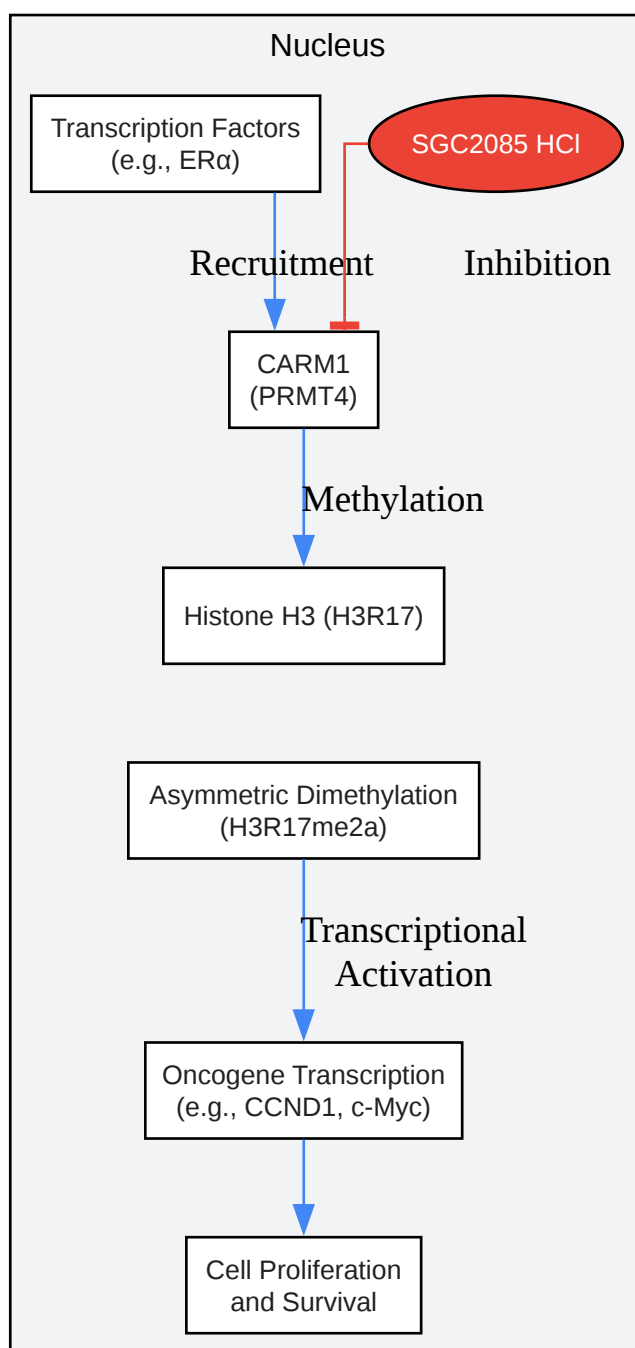 Nucleus
Transcription Factors
(e.g., ERα)
SGC2085 HCl
Recruitment
Inhibition
CARM1
(PRMT4)
Methylation
Histone H3 (H3R17)
Asymmetric Dimethylation
(H3R17me2a)
Transcriptional
Activation
Oncogene Transcription
(e.g., CCND1, c-Myc)
Cell Proliferation
and Survival